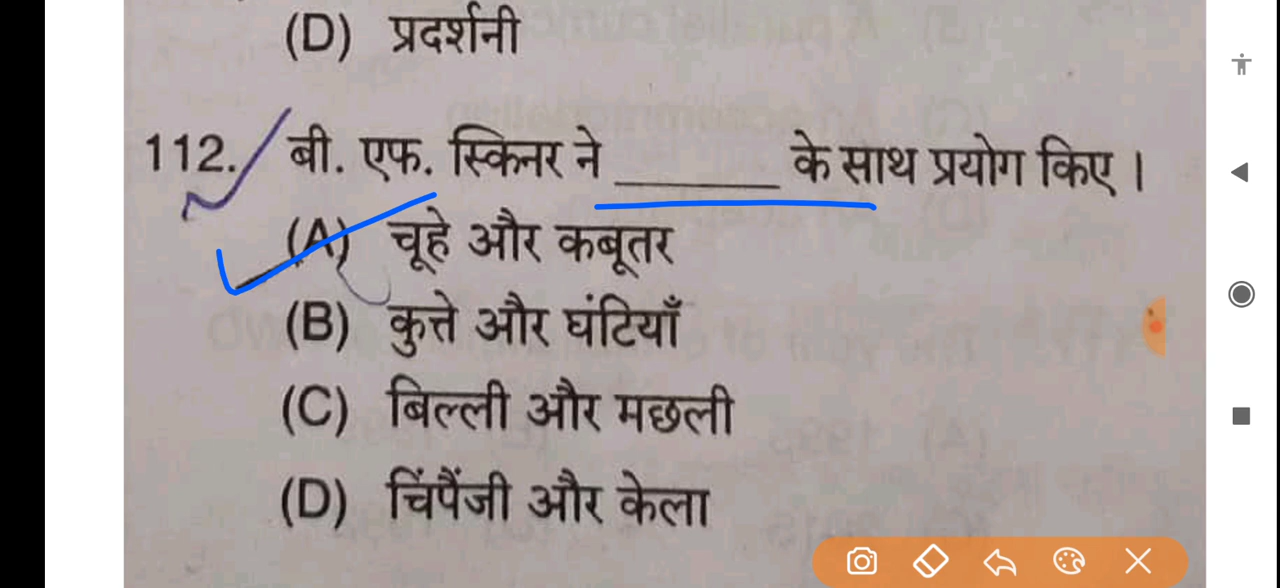 (D) प्रदर्शनी
112. बी. एफ. स्किनर ने ______ के साथ प्रयोग किए ।
(A) चूहे और कबूतर
(B) कुत्ते और घंटियाँ
(C) बिल्ली और मछली
(D) चिंपैंजी और केला